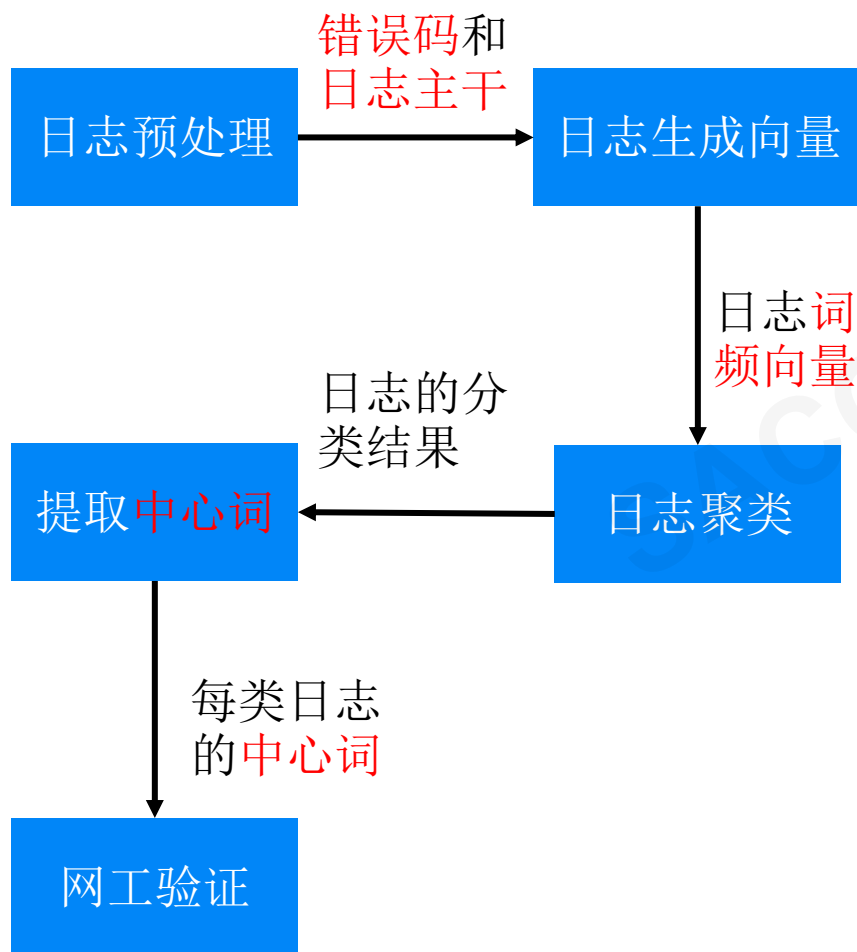 错误码和
日志主干
日志预处理
日志生成向量
日志词
频向量
日志的分
类结果
提取中心词
日志聚类
每类日志
的中心词
网工验证